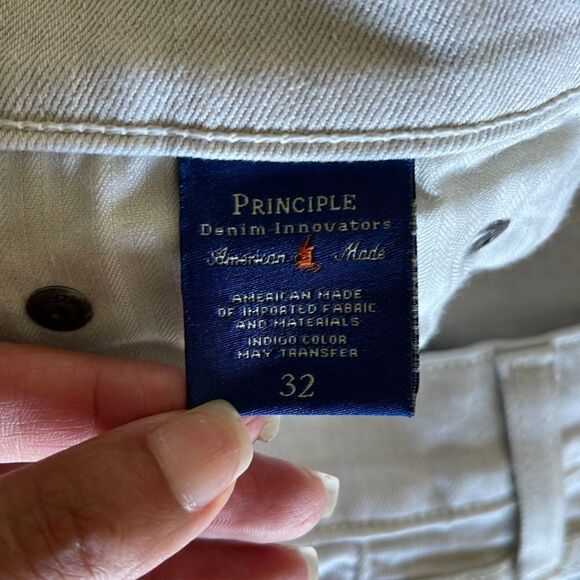 PRINCIPLE
Denim-Innovators
American Made
AMERICAN MADE
OF IMPORTED FABRIC
AND MATERIALS
INDIGO COLOR
MAY TRANSFER
32